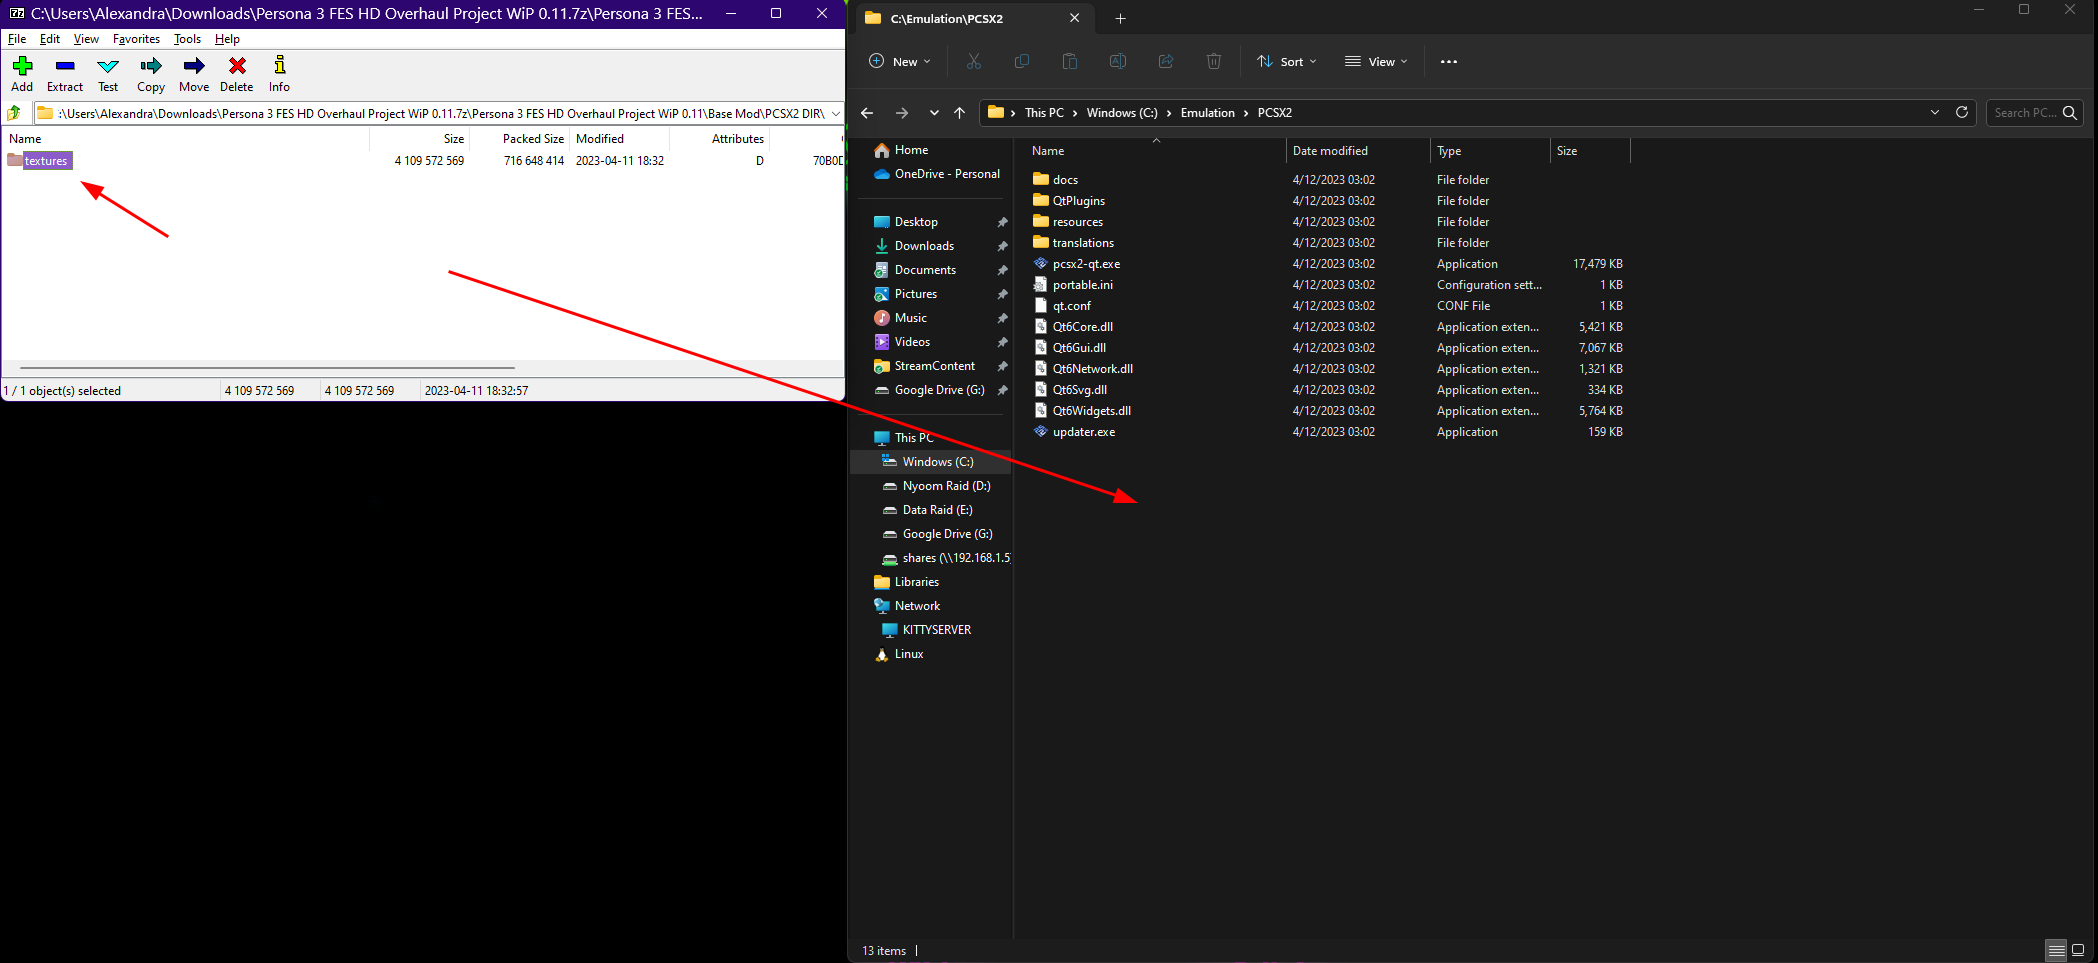 C:\Users\Alexandra\Downloads\Persona 3 FES HD Overhaul Project WiP 0.11.7z\Persona 3 FES...
File Edit View Favorites Tools Help
Add Extract Test Copy Move Delete Info
:\Users\Alexandra\Downloads\Persona 3 FES HD Overhaul Project WiP 0.11.7z\Persona 3 FES HD Overhaul Project WiP 0.11\Base Mod\PCSX2 DIR\
Name Size Packed Size Modified Attributes
textures 4 109 572 569 716 648 414 2023-04-11 18:32 D 70B0D
1 / 1 object(s) selected 4 109 572 569 4 109 572 569 2023-04-11 18:32:57
C:\Emulation\PCSX2
New Sort View
This PC Windows (C:) Emulation PCSX2 Search PC...
Home
OneDrive - Personal
Desktop
Downloads
Documents
Pictures
Music
Videos
StreamContent
Google Drive (G:)
This PC
Windows (C:)
Nyoom Raid (D:)
Data Raid (E:)
Google Drive (G:)
shares (\\192.168.1.5
Libraries
Network
KITTYSERVER
Linux
Name Date modified Type Size
docs 4/12/2023 03:02 File folder
QtPlugins 4/12/2023 03:02 File folder
resources 4/12/2023 03:02 File folder
translations 4/12/2023 03:02 File folder
pcsx2-qt.exe 4/12/2023 03:02 Application 17,479 KB
portable.ini 4/12/2023 03:02 Configuration sett... 1 KB
qt.conf 4/12/2023 03:02 CONF File 1 KB
Qt6Core.dll 4/12/2023 03:02 Application exten... 5,421 KB
Qt6Gui.dll 4/12/2023 03:02 Application exten... 7,067 KB
Qt6Network.dll 4/12/2023 03:02 Application exten... 1,321 KB
Qt6Svg.dll 4/12/2023 03:02 Application exten... 334 KB
Qt6Widgets.dll 4/12/2023 03:02 Application exten... 5,764 KB
updater.exe 4/12/2023 03:02 Application 159 KB
13 items